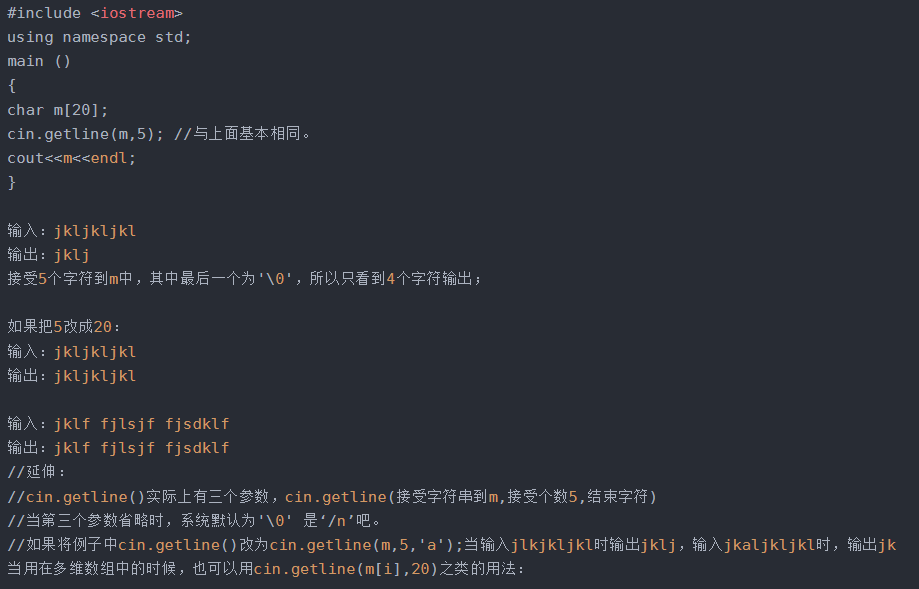 #include <iostream>
using namespace std;
main ()
{
char m[20];
cin.getline(m,5); //与上面基本相同。
cout<<m<<endl;
}
输入：jkljkljkl
输出：jklj
接受5个字符到m中，其中最后一个为'\0'，所以只看到4个字符输出；
如果把5改成20：
输入：jkljkljkl
输出：jkljkljkl
输入：jklf fjlsjf fjsdklf
输出：jklf fjlsjf fjsdklf
//延伸：
//cin.getline()实际上有三个参数，cin.getline(接受字符串到m,接受个数5,结束字符)
//当第三个参数省略时，系统默认为'\0' 是‘/n’吧。
//如果将例子中cin.getline()改为cin.getline(m,5,'a');当输入jlkjkljkl时输出jklj，输入jkaljkljkl时，输出jk
当用在多维数组中的时候，也可以用cin.getline(m[i],20)之类的用法：